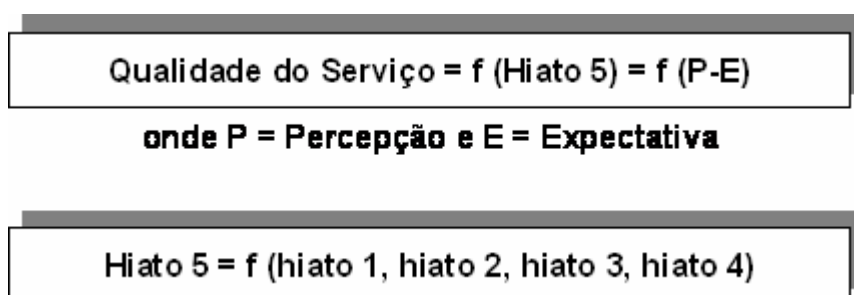 Qualidade do Serviço = f (Hiato 5) = f (P-E)
onde P = Percepção e E = Expectativa
Hiato 5 = f (hiato 1, hiato 2, hiato 3, hiato 4)